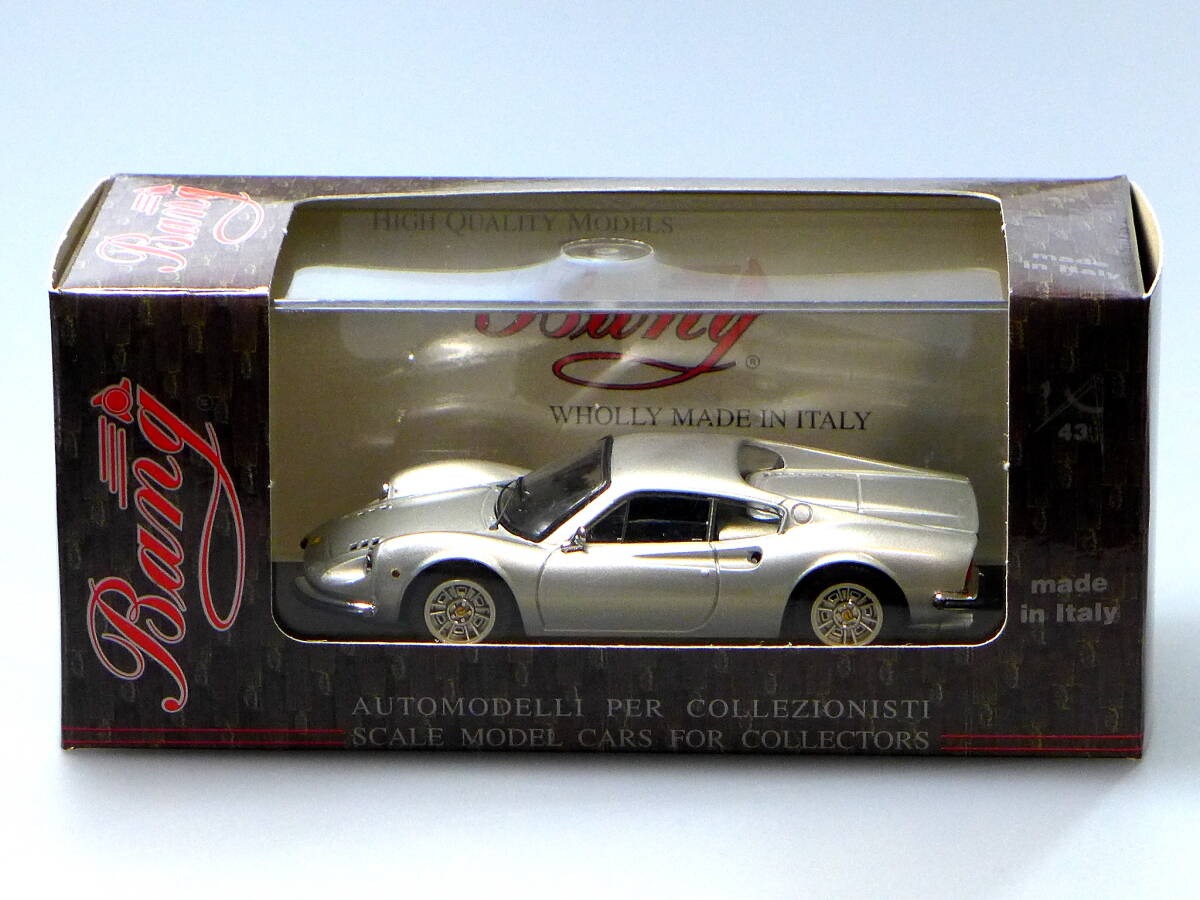 Bang
made
in Italy
HIGH QUALITY MODELS
Bang ®
WHOLLY MADE IN ITALY
Bang ®
43
made
in Italy
AUTOMODELLI PER COLLEZIONISTI
SCALE MODEL CARS FOR COLLECTORS